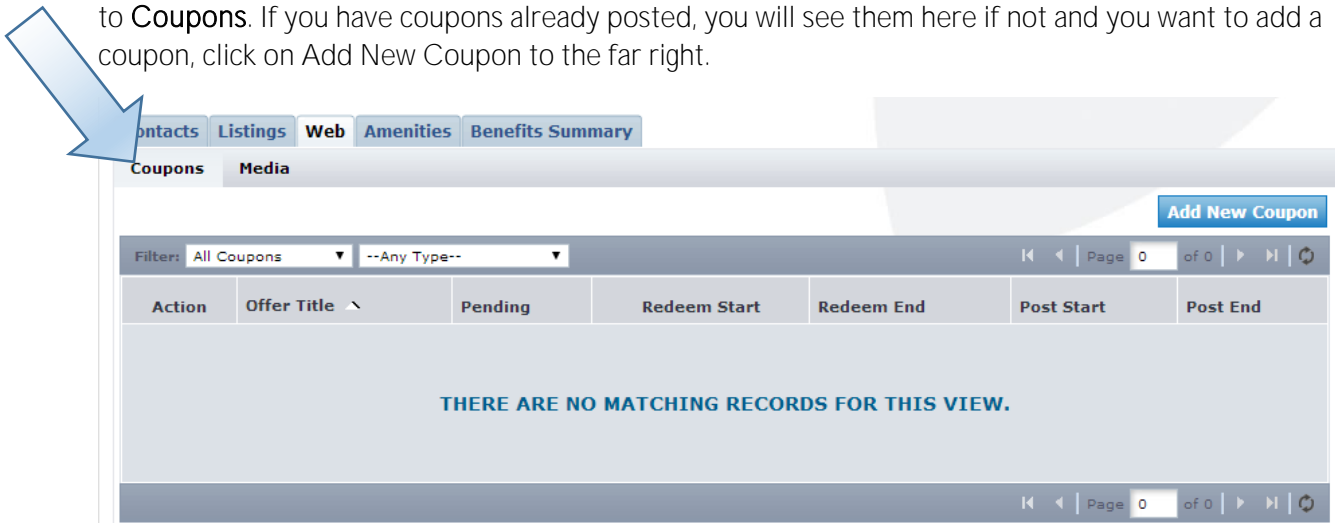 to Coupons. If you have coupons already posted, you will see them here if not and you want to add a
coupon, click on Add New Coupon to the far right.
ontacts Listings Web Amenities Benefits Summary
Coupons Media
Add New Coupon
Filter: All Coupons --Any Type-- Page 0 of 0
Action Offer Title Pending Redeem Start Redeem End Post Start Post End
THERE ARE NO MATCHING RECORDS FOR THIS VIEW.
Page 0 of 0